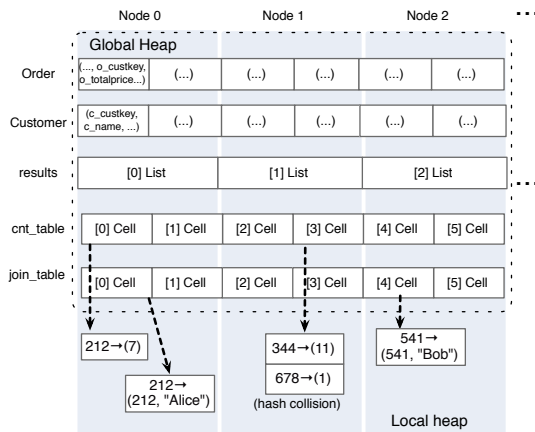 Node 0 Node 1 Node 2
Global Heap
Order (..., o_custkey, o_totalprice...) (...) (...) (...) (...) (...)
Customer (c_custkey, c_name, ...) (...) (...) (...) (...) (...)
results [0] List [1] List [2] List
cnt_table [0] Cell [1] Cell [2] Cell [3] Cell [4] Cell [5] Cell
join_table [0] Cell [1] Cell [2] Cell [3] Cell [4] Cell [5] Cell
212→(7)
212→
(212, "Alice")
344→(11)
678→(1)
(hash collision)
541→
(541, "Bob")
Local heap